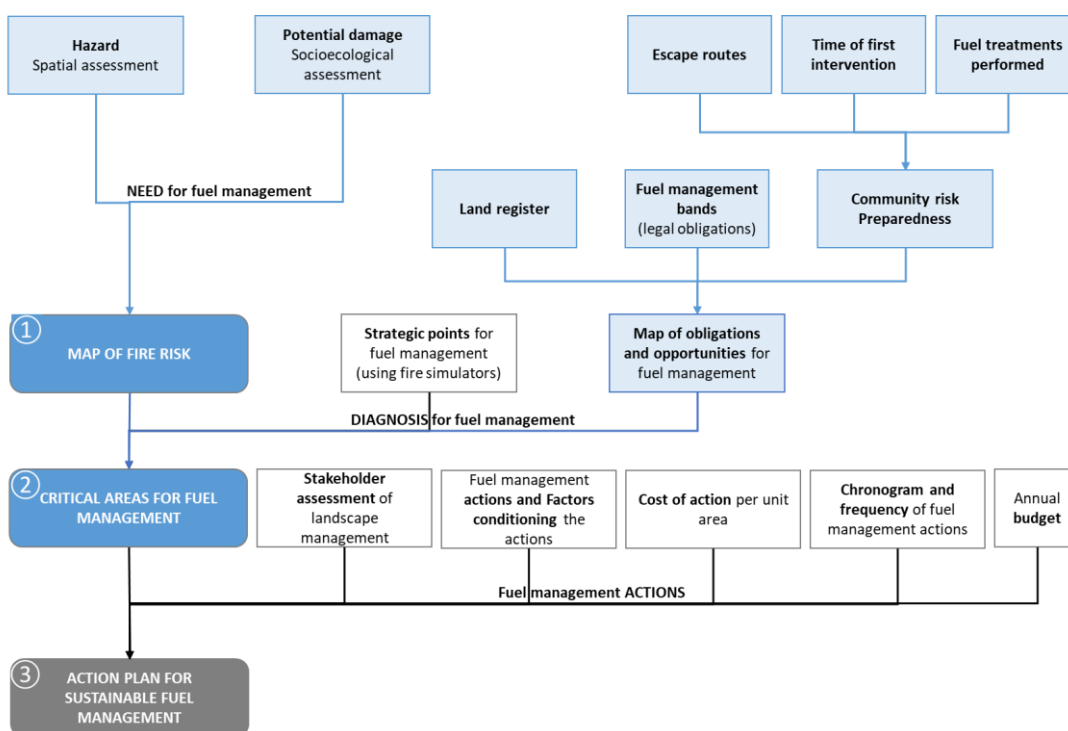 Hazard
Spatial assessment
Potential damage
Socioecological
assessment
Escape routes
Time of first
intervention
Fuel treatments
performed
NEED for fuel management
Land register
Fuel management
bands
(legal obligations)
Community risk
Preparedness
1
MAP OF FIRE RISK
Strategic points for
fuel management
(using fire simulators)
Map of obligations
and opportunities for
fuel management
DIAGNOSIS for fuel management
2
CRITICAL AREAS FOR FUEL
MANAGEMENT
Stakeholder
assessment of
landscape
management
Fuel management
actions and Factors
conditioning the
actions
Cost of action per unit
area
Chronogram and
frequency of fuel
management actions
Annual
budget
Fuel management ACTIONS
3
ACTION PLAN FOR
SUSTAINABLE FUEL
MANAGEMENT